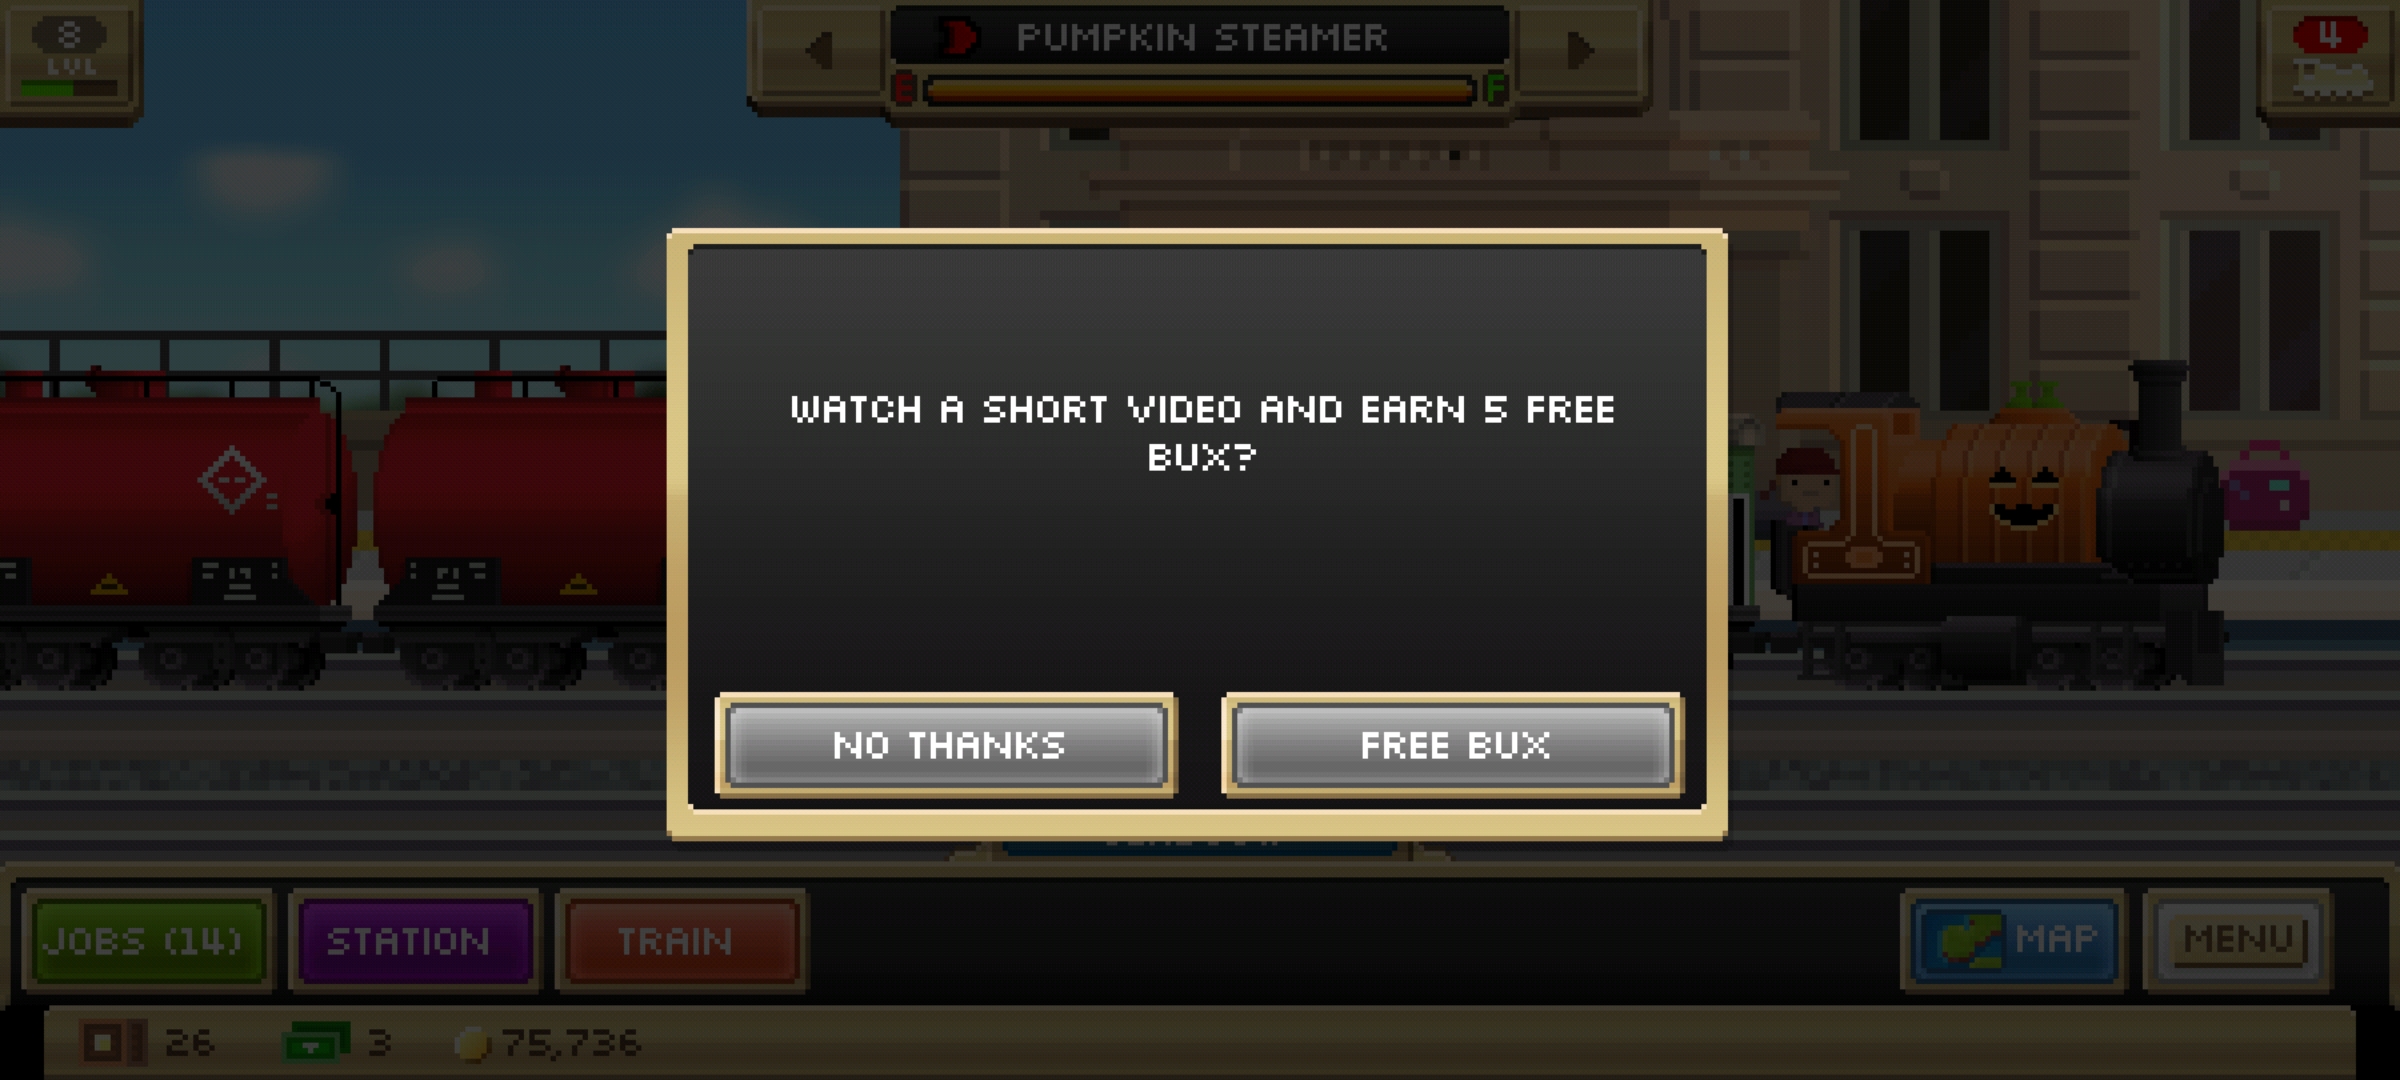 8
LVL
PUMPKIN STEAMER
E
F
4
WATCH A SHORT VIDEO AND EARN 5 FREE
BUX?
NO THANKS
FREE BUX
JOBS (14)
STATION
TRAIN
MAP
MENU
26
3
75,736